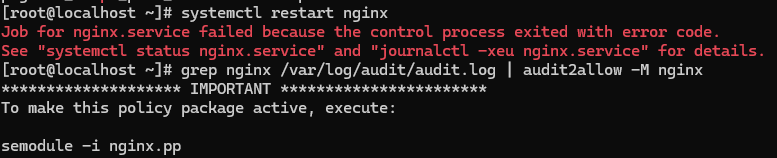 [root@localhost ~]# systemctl restart nginx
Job for nginx.service failed because the control process exited with error code.
See "systemctl status nginx.service" and "journalctl -xeu nginx.service" for details.
[root@localhost ~]# grep nginx /var/log/audit/audit.log | audit2allow -M nginx
******************** IMPORTANT ***********************
To make this policy package active, execute:
semodule -i nginx.pp